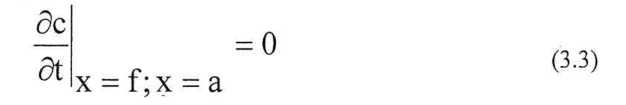 ∂c/∂t|x = f; x = a = 0 (3.3)